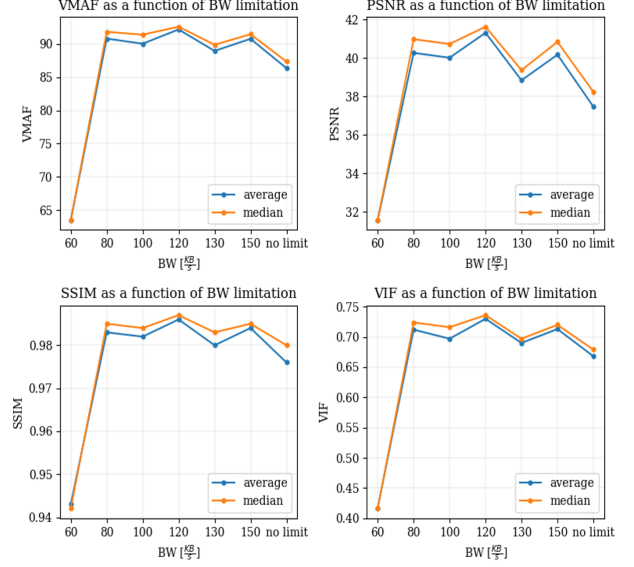 VMAF as a function of BW limitation
VMAF
90
85
80
75
70
65
average
median
60 80 100 120 130 150 no limit
BW [KB/s]
PSNR as a function of BW limitation
PSNR
42
40
38
36
34
32
average
median
60 80 100 120 130 150 no limit
BW [KB/s]
SSIM as a function of BW limitation
SSIM
0.98
0.97
0.96
0.95
0.94
average
median
60 80 100 120 130 150 no limit
BW [KB/s]
VIF as a function of BW limitation
VIF
0.75
0.70
0.65
0.60
0.55
0.50
0.45
0.40
average
median
60 80 100 120 130 150 no limit
BW [KB/s]